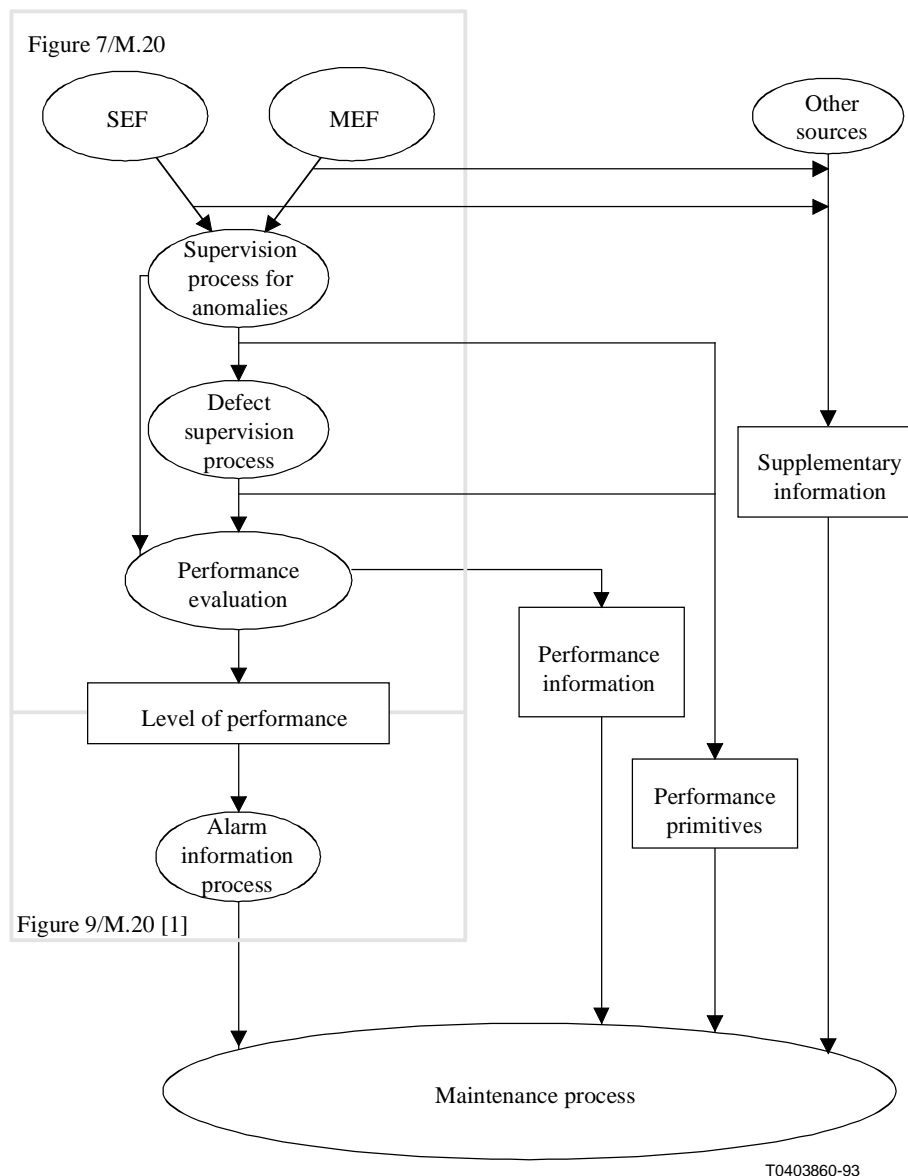 Figure 7/M.20
SEF
MEF
Other
sources
Supervision
process for
anomalies
Defect
supervision
process
Supplementary
information
Performance
evaluation
Performance
information
Level of performance
Performance
primitives
Alarm
information
process
Figure 9/M.20 [1]
Maintenance process
T0403860-93